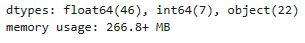 dtypes: float64(46), int64(7), object(22)
memory usage: 266.8+ MB